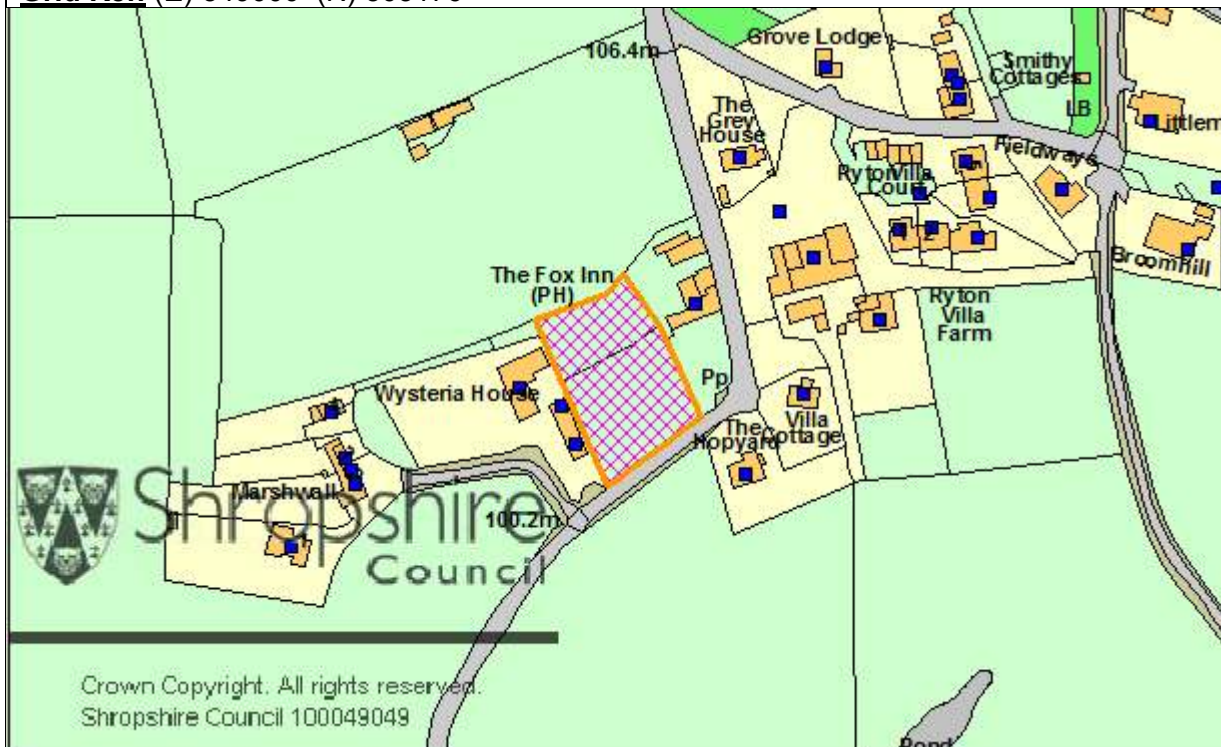 106.4m
Grove Lodge
Smithy
Cottages
The
Grey
House
LB
Fieldways
Ryton Villa
Court
1 2
Broomhill
The Fox Inn
(PH)
Ryton
Villa
Farm
Wysteria House
Pp
Villa
Cottage
The
Hopyard
Marshwall
Shropshire
Council
100.2m
Crown Copyright. All rights reserved.
Shropshire Council 100049049
Pond